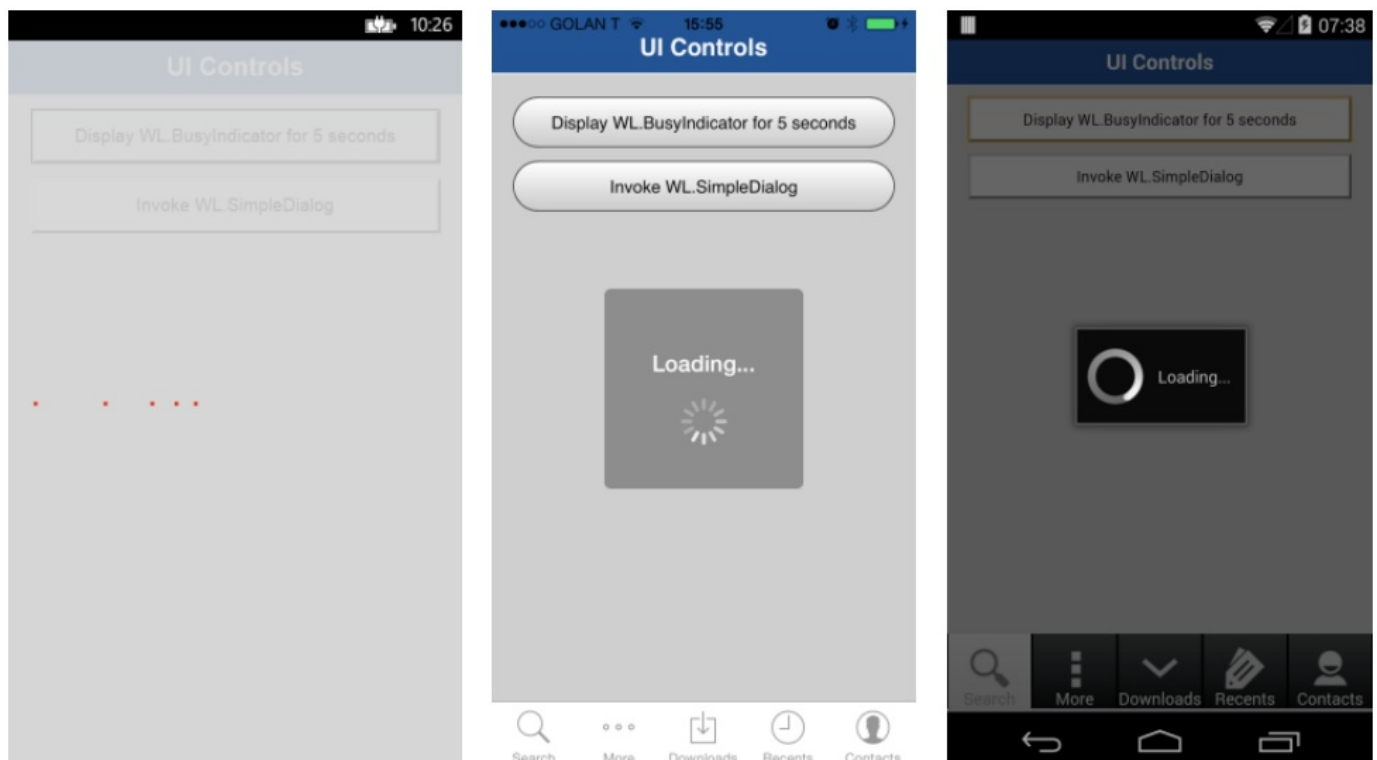 10:26
UI Controls
Display WL.BusyIndicator for 5 seconds
Invoke WL.SimpleDialog
GOLAN T 15:55
UI Controls
Display WL.BusyIndicator for 5 seconds
Invoke WL.SimpleDialog
Loading...
Search More Downloads Recents Contacts
07:38
UI Controls
Display WL.BusyIndicator for 5 seconds
Invoke WL.SimpleDialog
Loading...
Search More Downloads Recents Contacts